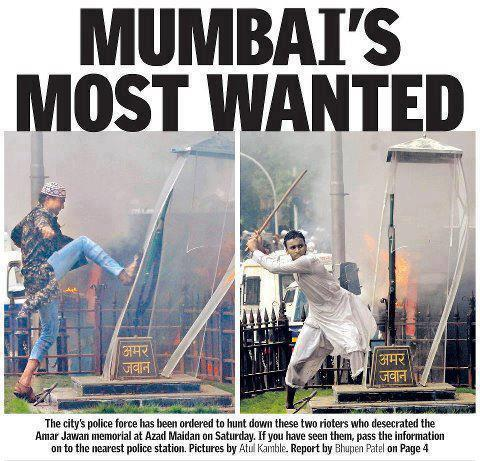 MUMBAI'S
MOST WANTED
अमर
जवान
अमर
जवान
The city's police force has been ordered to hunt down these two rioters who desecrated the
Amar Jawan memorial at Azad Maidan on Saturday. If you have seen them, pass the information
on to the nearest police station. Pictures by Atul Kamble. Report by Bhupen Patel on Page 4